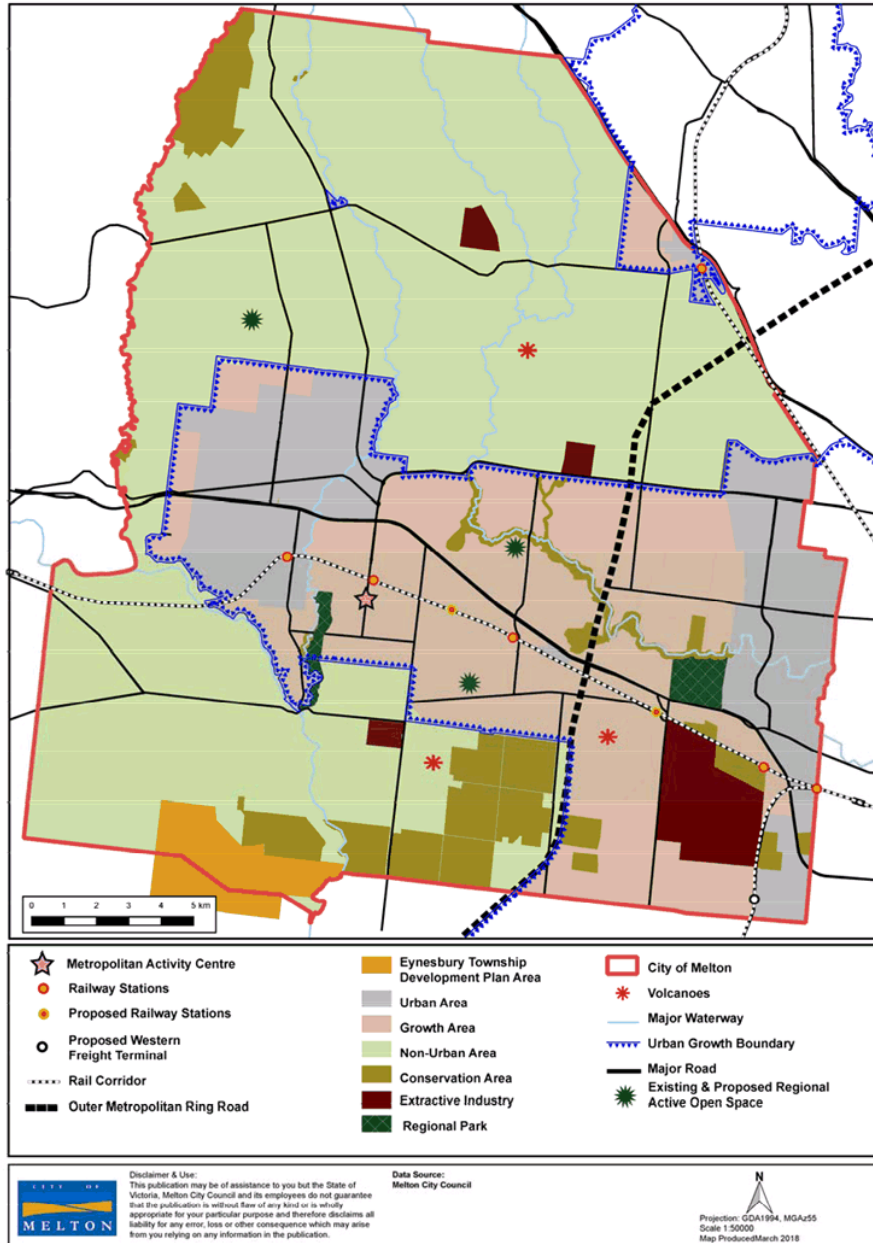 0 1 2 3 4 5 km
Metropolitan Activity Centre
Railway Stations
Proposed Railway Stations
Proposed Western
Freight Terminal
Rail Corridor
Outer Metropolitan Ring Road
Eynesbury Township
Development Plan Area
Urban Area
Growth Area
Non-Urban Area
Conservation Area
Extractive Industry
Regional Park
City of Melton
Volcanoes
Major Waterway
Urban Growth Boundary
Major Road
Existing & Proposed Regional
Active Open Space
CITY OF
MELTON
Disclaimer & Use:
This publication may be of assistance to you but the State of
Victoria, Melton City Council and its employees do not guarantee
that the publication is without flaw of any kind or is wholly
appropriate for your particular purpose and therefore disclaims all
liability for any error, loss or other consequence which may arise
from you relying on any information in the publication.
Data Source:
Melton City Council
N
Projection: GDA1994, MGAz55
Scale 1:50000
Map ProducedMarch 2018